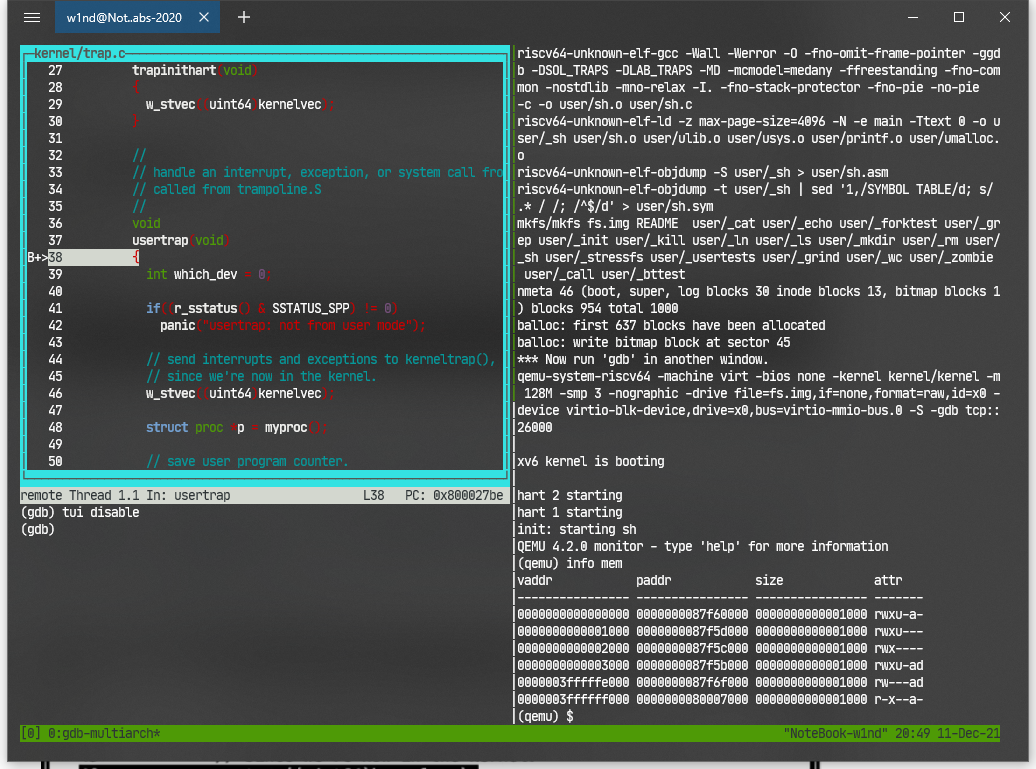 w1nd@Not..abs-2020
kernel/trap.c
27 trapinithart(void)
28 {
29 w_stvec((uint64)kernelvec);
30 }
31
32 //
33 // handle an interrupt, exception, or system call fro
34 // called from trampoline.S
35 //
36 void
37 usertrap(void)
B+>38 {
39 int which_dev = 0;
40
41 if((r_sstatus() & SSTATUS_SPP) != 0)
42 panic("usertrap: not from user mode");
43
44 // send interrupts and exceptions to kerneltrap(),
45 // since we're now in the kernel.
46 w_stvec((uint64)kernelvec);
47
48 struct proc *p = myproc();
49
50 // save user program counter.
remote Thread 1.1 In: usertrap L38 PC: 0x800027be
(gdb) tui disable
(gdb)
riscv64-unknown-elf-gcc -Wall -Werror -O -fno-omit-frame-pointer -ggd
b -DSOL_TRAPS -DLAB_TRAPS -MD -mcmodel=medany -ffreestanding -fno-com
mon -nostdlib -mno-relax -I. -fno-stack-protector -fno-pie -no-pie
-c -o user/sh.o user/sh.c
riscv64-unknown-elf-ld -z max-page-size=4096 -N -e main -Ttext 0 -o u
ser/_sh user/sh.o user/ulib.o user/usys.o user/printf.o user/umalloc.
o
riscv64-unknown-elf-objdump -S user/_sh > user/sh.asm
riscv64-unknown-elf-objdump -t user/_sh | sed '1,/SYMBOL TABLE/d; s/
.* / /; /^$/d' > user/sh.sym
mkfs/mkfs fs.img README user/_cat user/_echo user/_forktest user/_gr
ep user/_init user/_kill user/_ln user/_ls user/_mkdir user/_rm user/
_sh user/_stressfs user/_usertests user/_grind user/_wc user/_zombie
user/_call user/_bttest
nmeta 46 (boot, super, log blocks 30 inode blocks 13, bitmap blocks 1
) blocks 954 total 1000
balloc: first 637 blocks have been allocated
balloc: write bitmap block at sector 45
*** Now run 'gdb' in another window.
qemu-system-riscv64 -machine virt -bios none -kernel kernel/kernel -m
128M -smp 3 -nographic -drive file=fs.img,if=none,format=raw,id=x0 -
device virtio-blk-device,drive=x0,bus=virtio-mmio-bus.0 -S -gdb tcp::
26000
xv6 kernel is booting
hart 2 starting
hart 1 starting
init: starting sh
QEMU 4.2.0 monitor - type 'help' for more information
(qemu) info mem
vaddr paddr size attr
---------------- ---------------- ---------------- -------
0000000000000000 0000000087f60000 0000000000001000 rwxu-a-
0000000000001000 0000000087f5d000 0000000000001000 rwxu---
0000000000002000 0000000087f5c000 0000000000001000 rwx----
0000000000003000 0000000087f5b000 0000000000001000 rwxu-ad
0000003fffffe000 0000000087f6f000 0000000000001000 rw---ad
0000003ffffff000 0000000080007000 0000000000001000 r-x--a-
(qemu) $
[0] 0:gdb-multiarch* "NoteBook-w1nd" 20:49 11-Dec-21